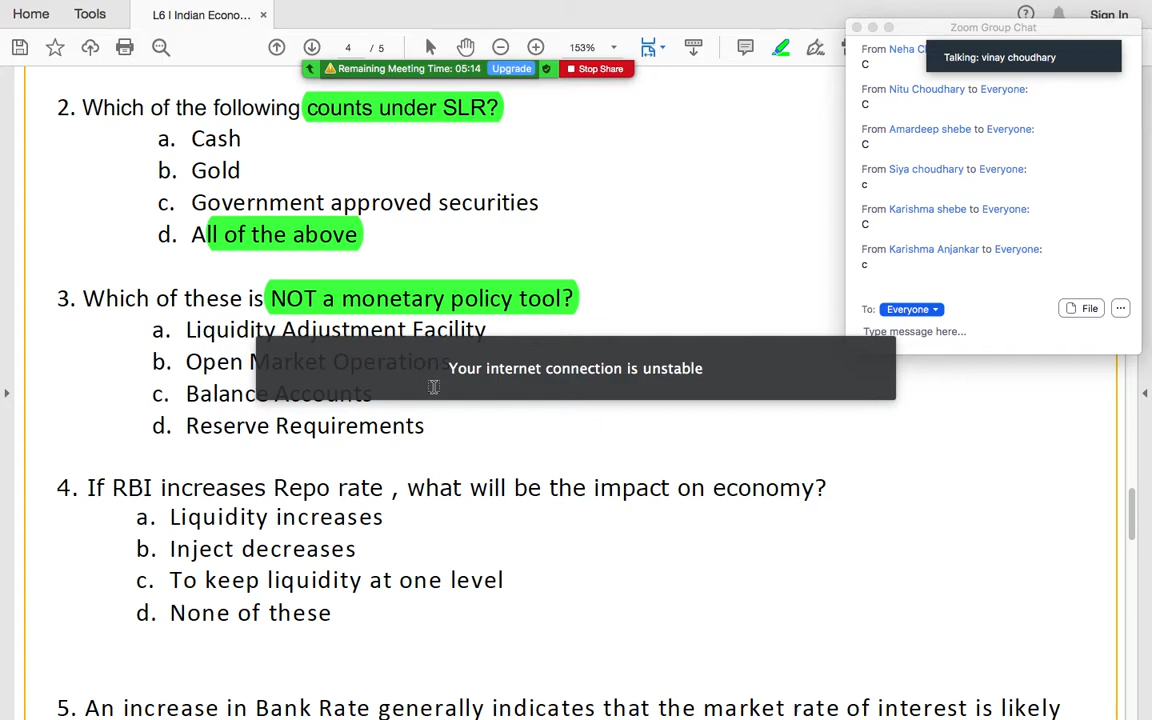 Home Tools L6 I Indian Econo... × Sign In
4 / 5 153%
Remaining Meeting Time: 05:14 Upgrade Stop Share
2. Which of the following counts under SLR?
a. Cash
b. Gold
c. Government approved securities
d. All of the above
3. Which of these is NOT a monetary policy tool?
a. Liquidity Adjustment Facility
b. Open Market Operations
c. Balance Accounts
d. Reserve Requirements
Your internet connection is unstable
4. If RBI increases Repo rate , what will be the impact on economy?
a. Liquidity increases
b. Inject decreases
c. To keep liquidity at one level
d. None of these
5. An increase in Bank Rate generally indicates that the market rate of interest is likely
Zoom Group Chat
Talking: vinay choudhary
From Neha C
C
From Nitu Choudhary to Everyone:
C
From Amardeep shebe to Everyone:
C
From Siya choudhary to Everyone:
c
From Karishma shebe to Everyone:
C
From Karishma Anjankar to Everyone:
c
To: Everyone File ...
Type message here...